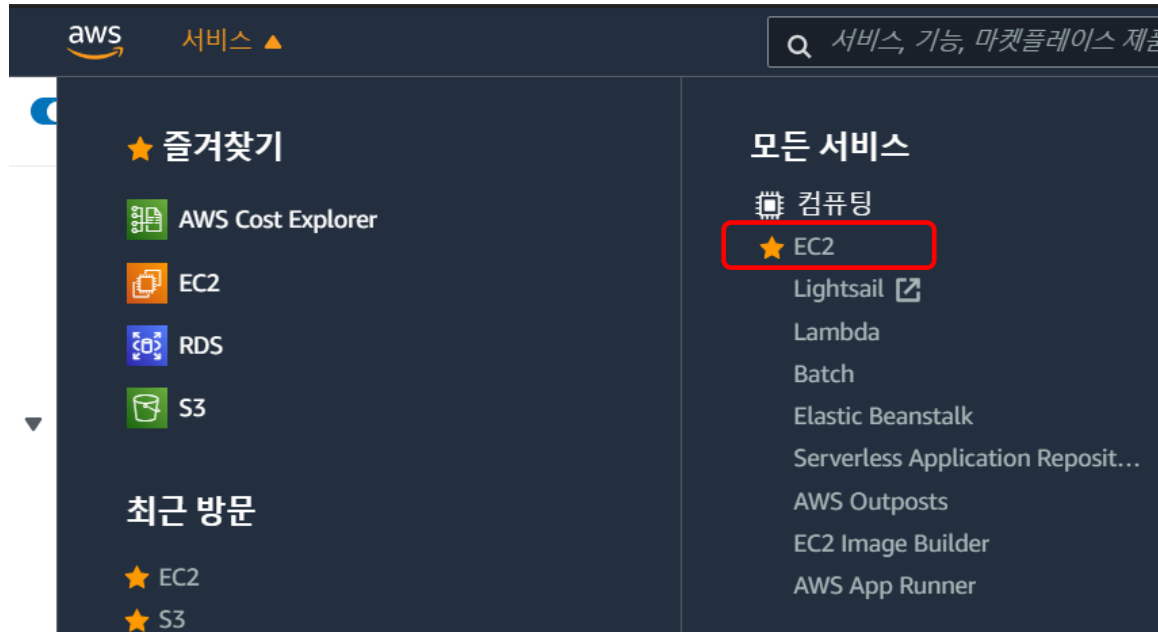 aws
서비스 ▲
서비스, 기능, 마켓플레이스 제품
즐겨찾기
AWS Cost Explorer
EC2
RDS
S3
최근 방문
EC2
S3
모든 서비스
컴퓨팅
EC2
Lightsail
Lambda
Batch
Elastic Beanstalk
Serverless Application Reposit...
AWS Outposts
EC2 Image Builder
AWS App Runner